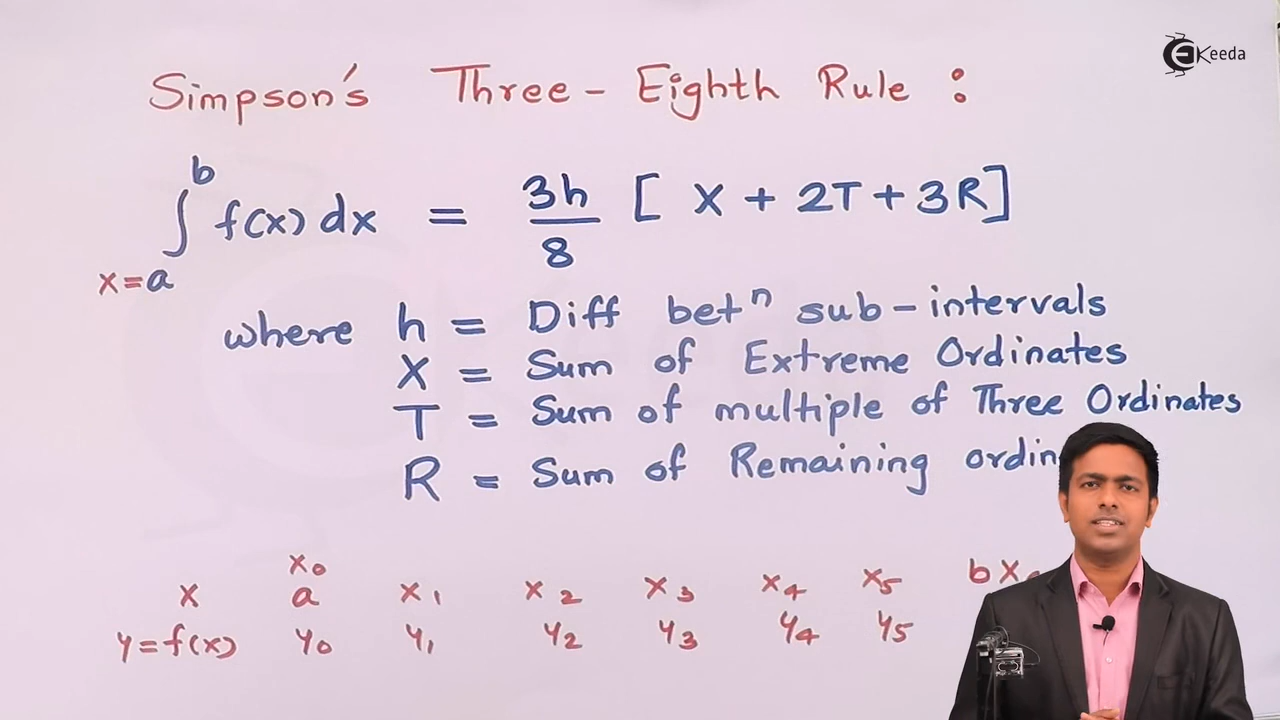 EKeeda
Simpson's Three-Eighth Rule :
∫ᵇₓ₌ₐ f(x) dx = 3h/8 [ X + 2T + 3R ]
where h = Diff betⁿ sub-intervals
X = Sum of Extreme Ordinates
T = Sum of multiple of Three Ordinates
R = Sum of Remaining
x₀
x a x₁ x₂ x₃ x₄ x₅ b
y=f(x) y₀ y₁ y₂ y₃ y₄ y₅